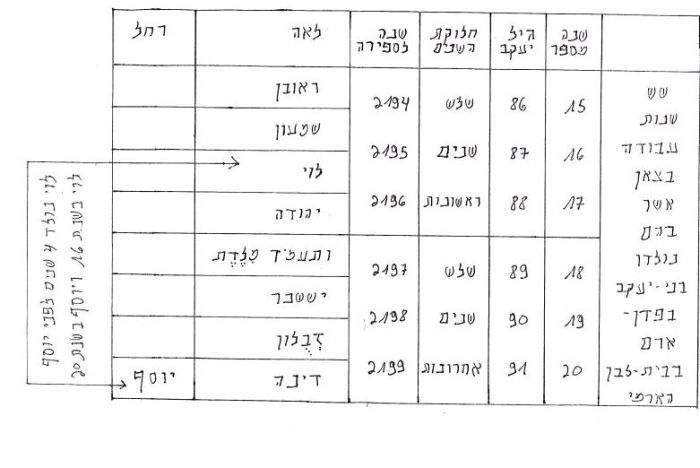 שנה מספר
גיל יעקב
חלוקת השנים
שנה לספירה
לאה
רחל
שש
שנות
עבודה
בצאן
אשר
בהם
נולדו
בני-יעקב
בפדן-
ארם
בבית-לבן
הארמי
15 86 שלש 2194
16 87 שנים 2195
17 88 ראשונות 2196
18 89 שלש 2197
19 90 שנים 2198
20 91 אחרונות 2199
ראובן
שמעון
לוי
יהודה
ותעמד מלדת
יששכר
זבלון
דינה יוסף
לוי בשנת 16 ויוסף בשנת 20
לוי נולד 4 שנים לפני יוסף